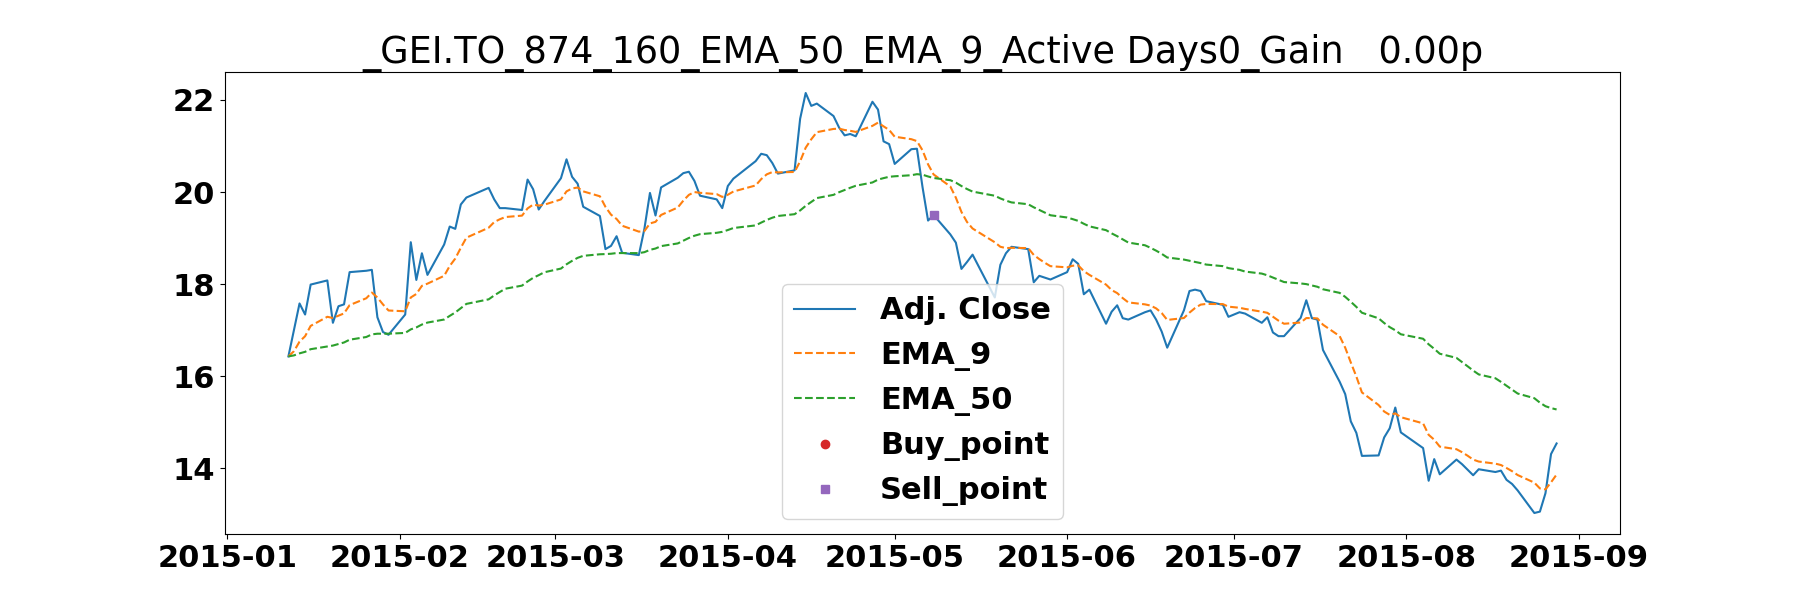 _GEI.TO_874_160_EMA_50_EMA_9_Active Days0_Gain   0.00p
22
20
18
16
14
Adj. Close
EMA_9
EMA_50
Buy_point
Sell_point
2015-01 2015-02 2015-03 2015-04 2015-05 2015-06 2015-07 2015-08 2015-09